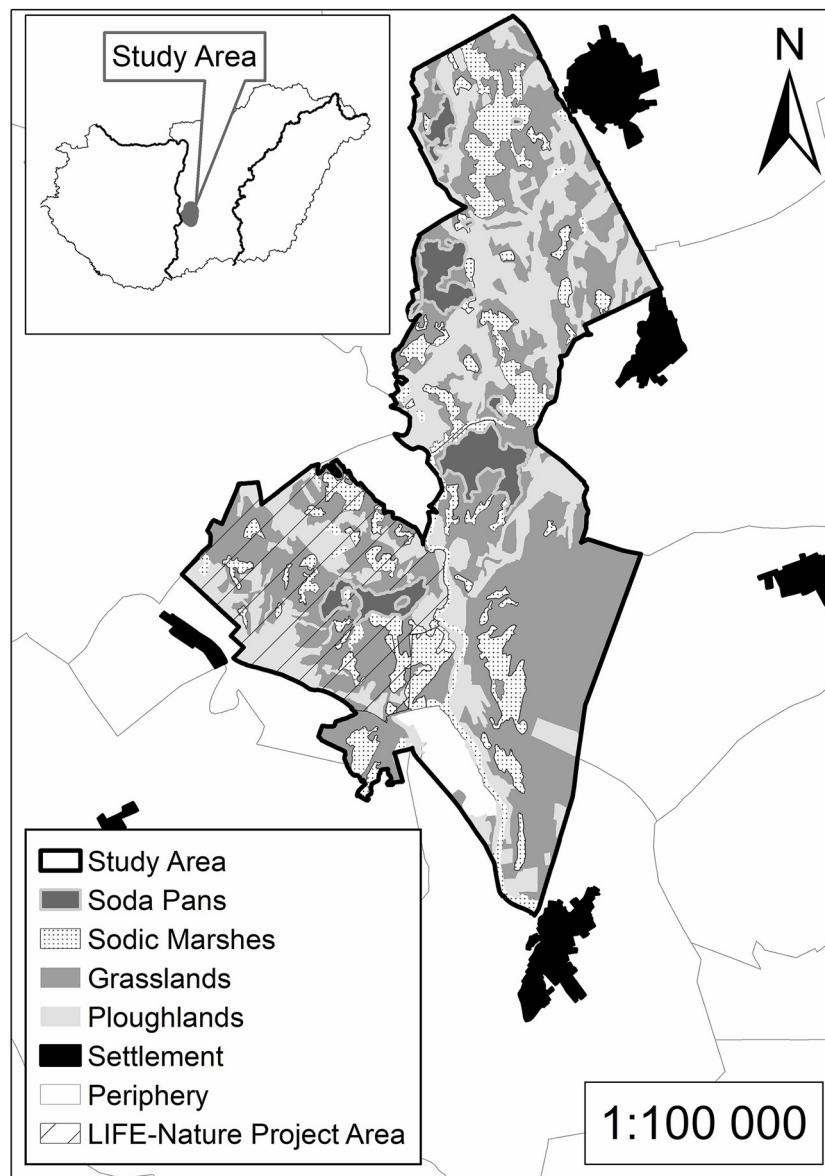 Study Area
N
Study Area
Soda Pans
Sodic Marshes
Grasslands
Ploughlands
Settlement
Periphery
LIFE-Nature Project Area
1:100 000